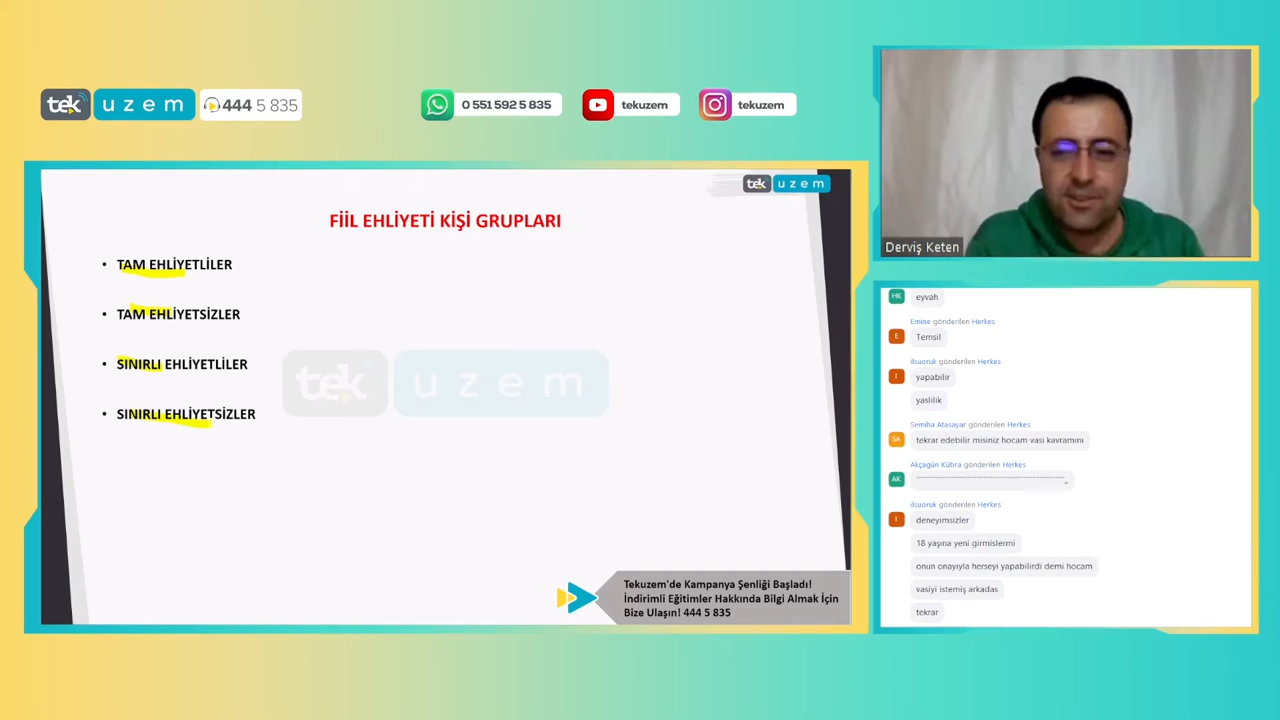 tek uzem 444 5 835
0 551 592 5 835
tekuzem
tekuzem
tek uzem
FİİL EHLİYETİ KİŞİ GRUPLARI
• TAM EHLİYETLİLER
• TAM EHLİYETSİZLER
• SINIRLI EHLİYETLİLER
• SINIRLI EHLİYETSİZLER
tek uzem
Tekuzem'de Kampanya Şenliği Başladı!
İndirimli Eğitimler Hakkında Bilgi Almak İçin
Bize Ulaşın! 444 5 835
Derviş Keten
HK
eyvah
Emine gönderilen Herkes
E
Temsil
ilsuoruk gönderilen Herkes
I
yapabilir
yaslilik
Semiha Atasayar gönderilen Herkes
SA
tekrar edebilir misiniz hocam vasi kavramını
Akçagün Kübra gönderilen Herkes
AK
ilsuoruk gönderilen Herkes
I
deneyimsizler
18 yaşına yeni girmislermi
onun onayıyla herseyi yapabilirdi demi hocam
vasiyi istemiş arkadas
tekrar